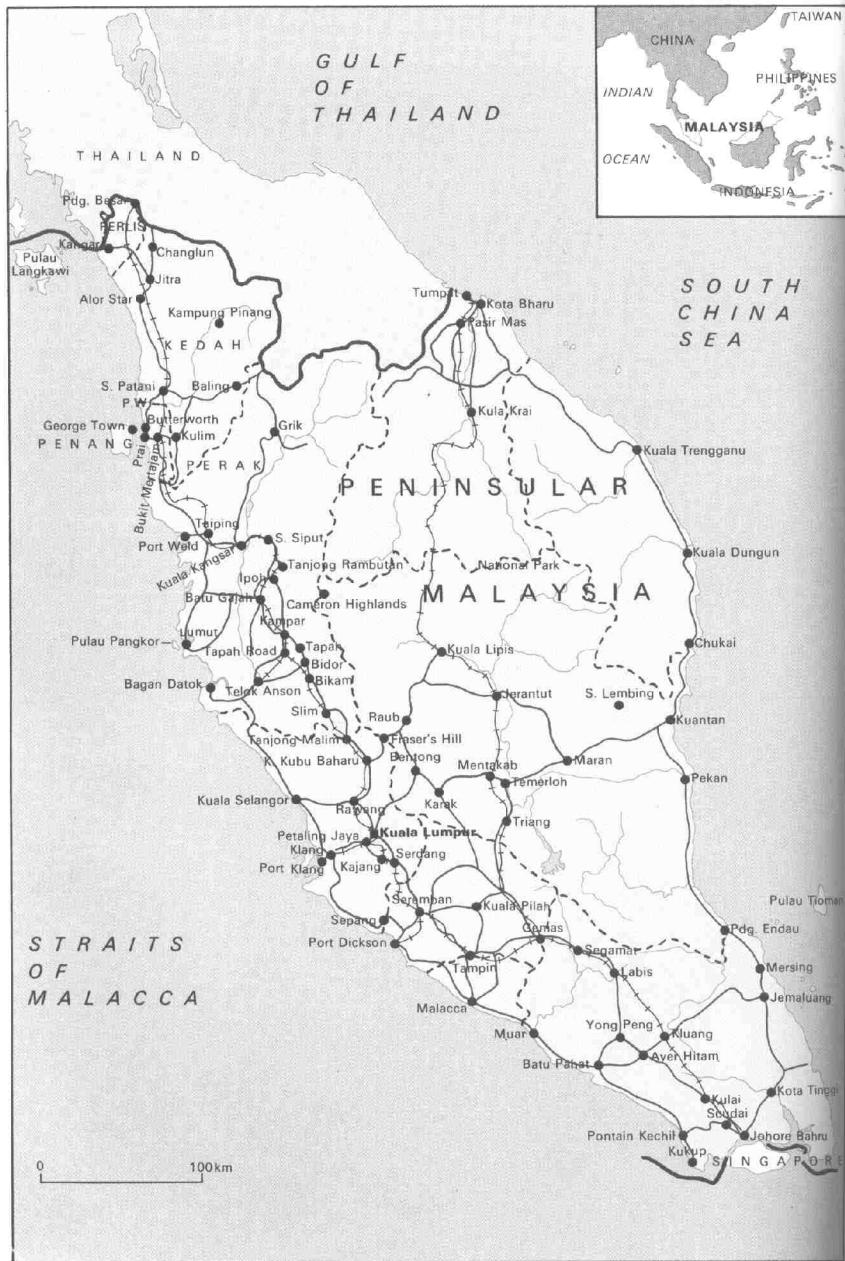 GULF
OF
THAILAND
TAIWAN
CHINA
PHILIPPINES
INDIAN
MALAYSIA
OCEAN
INDONESIA
THAILAND
Pdg. Besar
PERLIS
Kangar
Changlun
Pulau
Langkawi
Jitra
Alor Star
Kampung Pinang
KEDAH
Tumpat
Kota Bharu
Pasir Mas
SOUTH
CHINA
SEA
S. Patani
Baling
P.W.
George Town
Butterworth
PENANG
Prai
Bukit Mertajam
Kulim
Grik
PERAK
Kula Krai
Kuala Trengganu
PENINSULAR
MALAYSIA
Taiping
Port Weld
Kuala Kangsar
S. Siput
Tanjong Rambutan
Ipoh
Batu Gajah
Cameron Highlands
National Park
Kuala Dungun
Kampar
Lumut
Pulau Pangkor
Tapah Road
Tapah
Bidor
Bikam
Kuala Lipis
Chukai
Bagan Datok
Telok Anson
Jerantut
S. Lembing
Slim
Raub
Kuantan
Tanjong Malim
Fraser's Hill
K. Kubu Baharu
Bentong
Mentakab
Maran
Temerloh
Pekan
Kuala Selangor
Rawang
Karak
Triang
Petaling Jaya
Kuala Lumpur
Klang
Port Klang
Kajang
Serdang
Seremban
Kuala Pilah
Sepang
Pulau Tioman
Port Dickson
Gemas
Segamat
Pdg. Endau
STRAITS
OF
MALACCA
Tampin
Labis
Mersing
Malacca
Jemaluang
Muar
Yong Peng
Kluang
Batu Pahat
Ayer Hitam
Kulai
Kota Tinggi
Scudai
Pontain Kechil
Johore Bahru
Kukup
SINGAPORE
0
100km